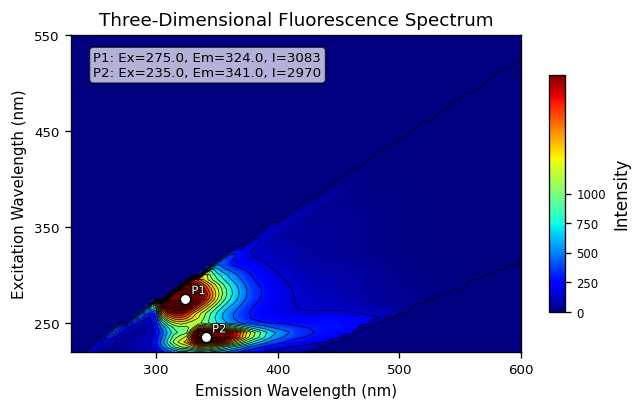 Three-Dimensional Fluorescence Spectrum
550
P1: Ex=275.0, Em=324.0, I=3083
P2: Ex=235.0, Em=341.0, I=2970
450
350
250
Excitation Wavelength (nm)
P1
P2
300
400
500
600
Emission Wavelength (nm)
1000
750
500
250
0
Intensity